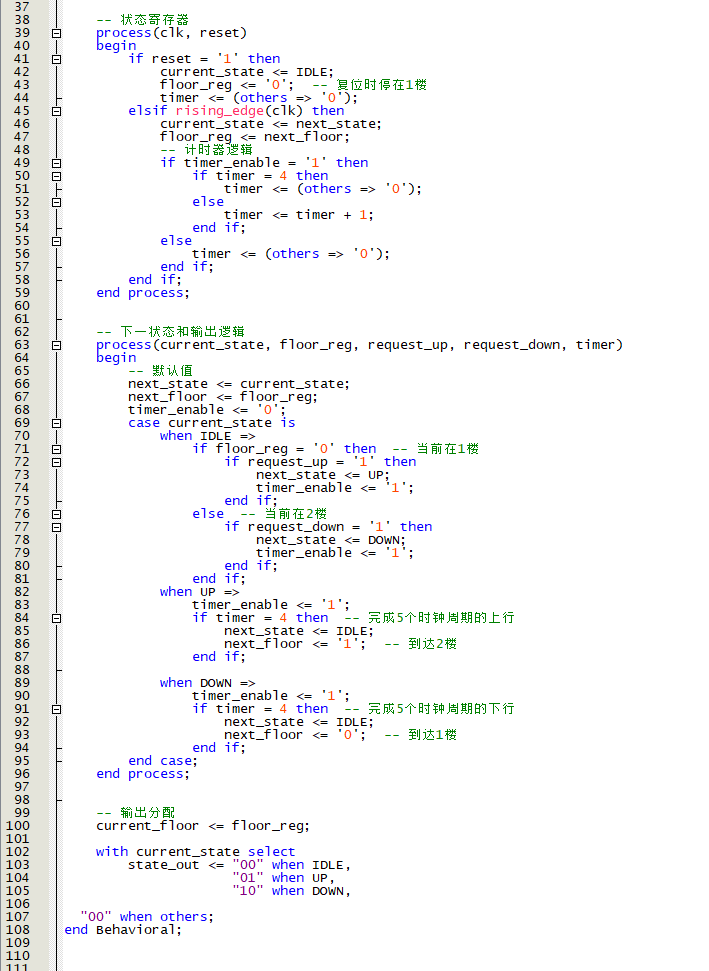 37
38 -- 状态寄存器
39 process(clk, reset)
40 begin
41 if reset = '1' then
42 current_state <= IDLE;
43 floor_reg <= '0'; -- 复位时停在1楼
44 timer <= (others => '0');
45 elsif rising_edge(clk) then
46 current_state <= next_state;
47 floor_reg <= next_floor;
48 -- 计时器逻辑
49 if timer_enable = '1' then
50 if timer = 4 then
51 timer <= (others => '0');
52 else
53 timer <= timer + 1;
54 end if;
55 else
56 timer <= (others => '0');
57 end if;
58 end if;
59 end process;
60
61
62 -- 下一状态和输出逻辑
63 process(current_state, floor_reg, request_up, request_down, timer)
64 begin
65 -- 默认值
66 next_state <= current_state;
67 next_floor <= floor_reg;
68 timer_enable <= '0';
69 case current_state is
70 when IDLE =>
71 if floor_reg = '0' then -- 当前在1楼
72 if request_up = '1' then
73 next_state <= UP;
74 timer_enable <= '1';
75 end if;
76 else -- 当前在2楼
77 if request_down = '1' then
78 next_state <= DOWN;
79 timer_enable <= '1';
80 end if;
81 end if;
82 when UP =>
83 timer_enable <= '1';
84 if timer = 4 then -- 完成5个时钟周期的上行
85 next_state <= IDLE;
86 next_floor <= '1'; -- 到达2楼
87 end if;
88
89 when DOWN =>
90 timer_enable <= '1';
91 if timer = 4 then -- 完成5个时钟周期的下行
92 next_state <= IDLE;
93 next_floor <= '0'; -- 到达1楼
94 end if;
95 end case;
96 end process;
97
98
99 -- 输出分配
100 current_floor <= floor_reg;
101
102 with current_state select
103 state_out <= "00" when IDLE,
104 "01" when UP,
105 "10" when DOWN,
106
107 "00" when others;
108 end Behavioral;
109
110
111